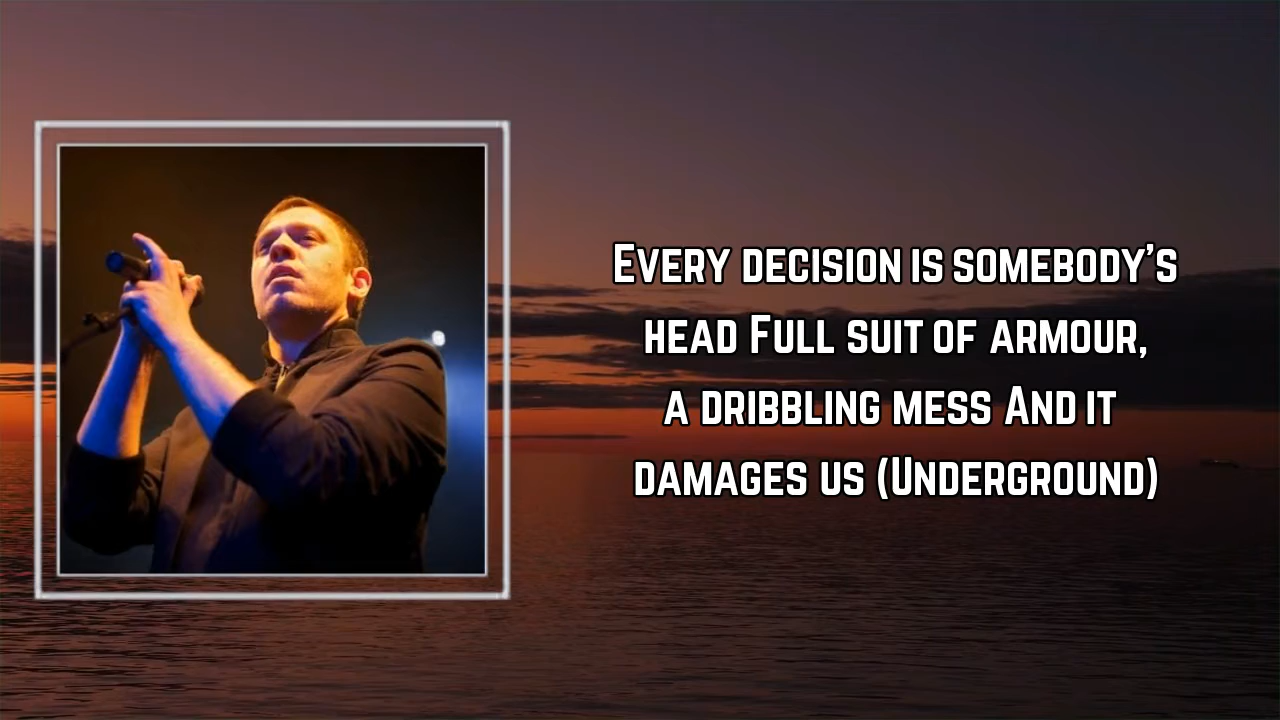 Every decision is somebody's
head Full suit of armour,
a dribbling mess And it
damages us (Underground)